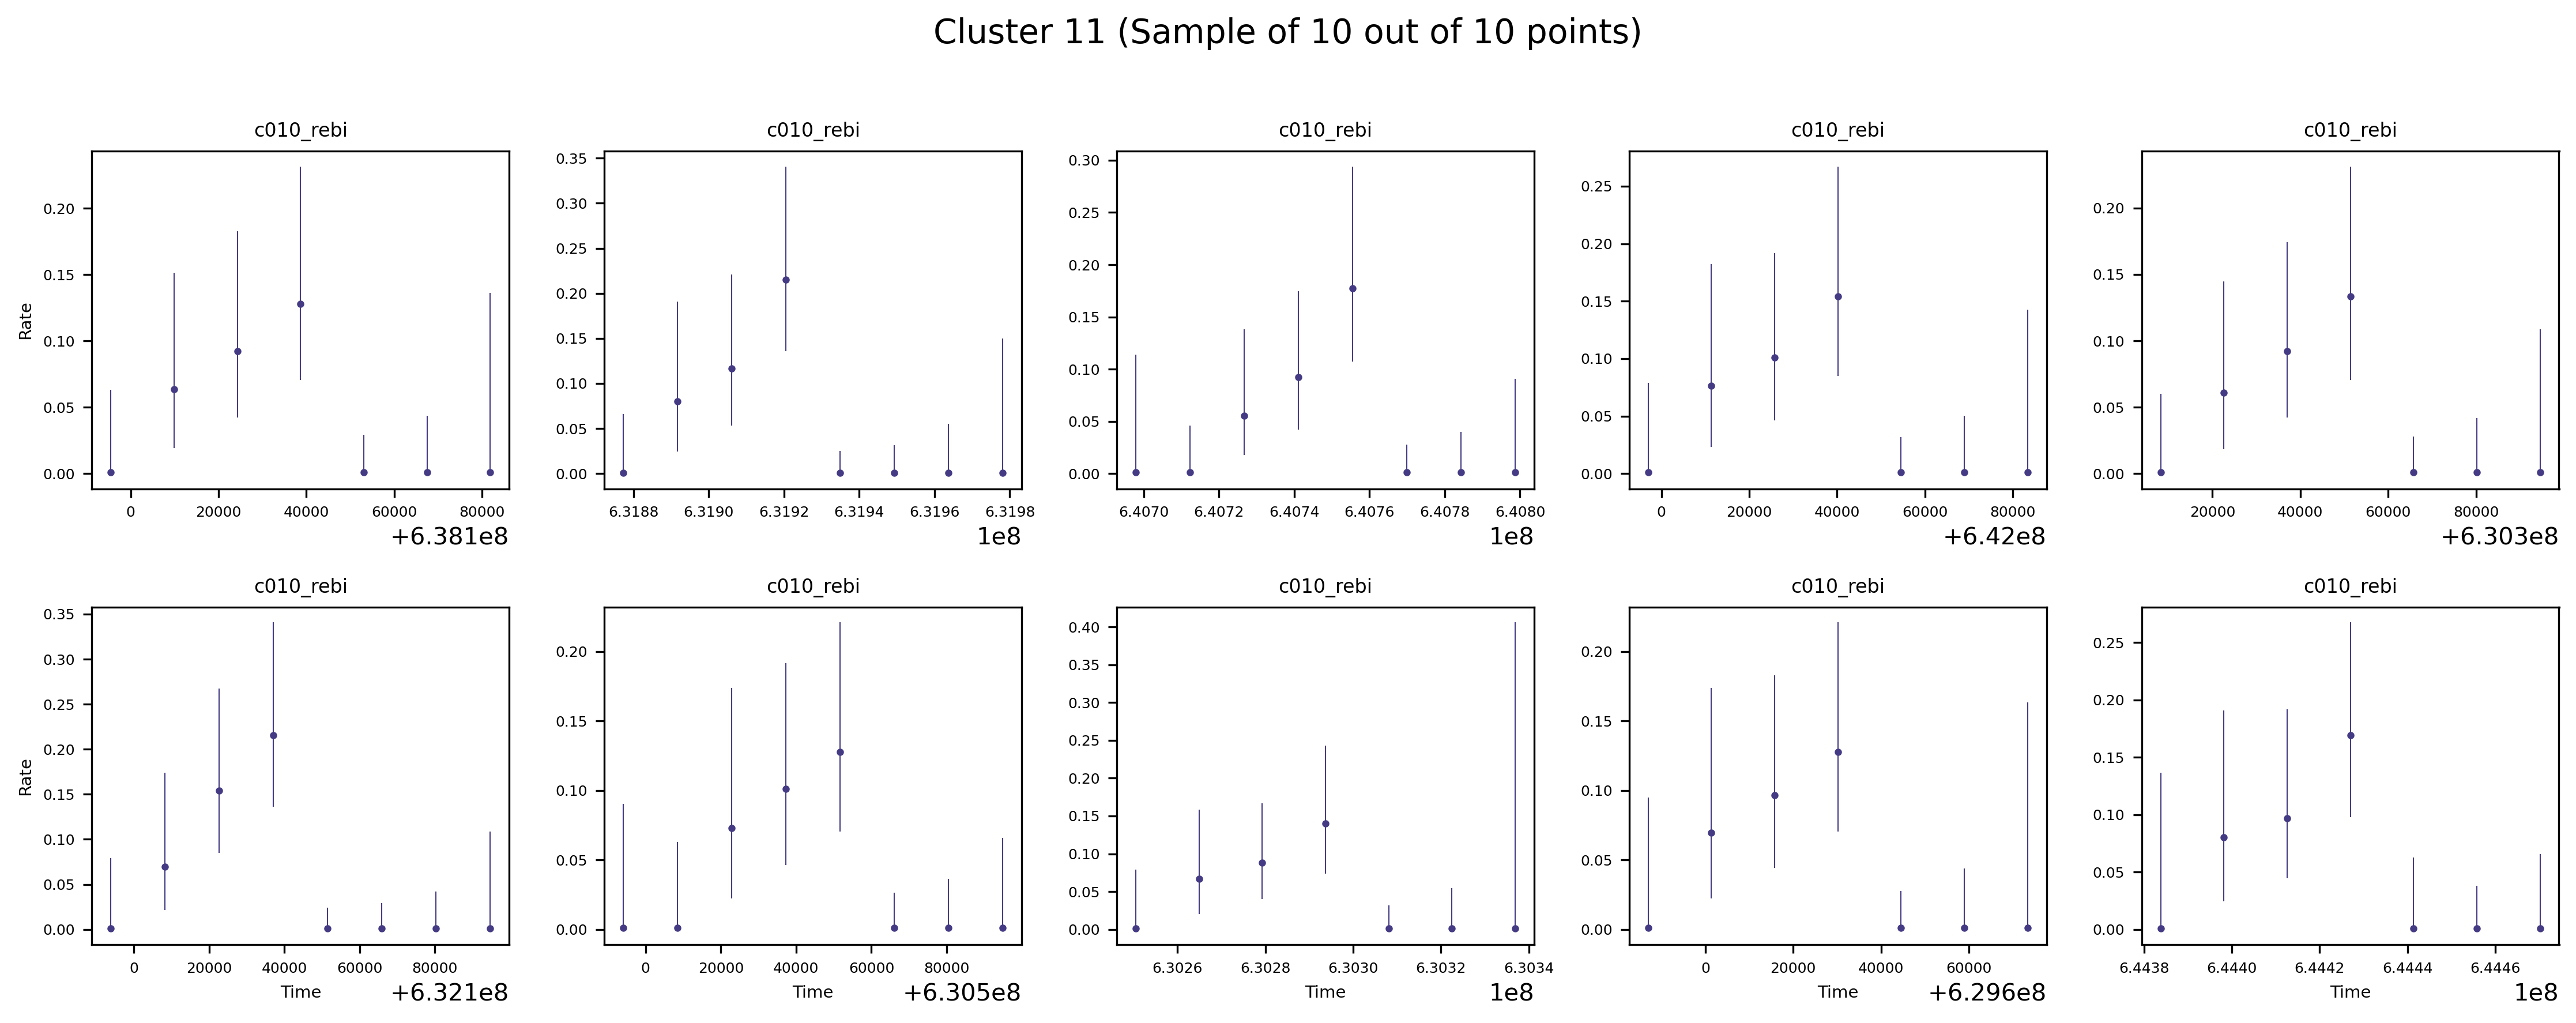 Cluster 11 (Sample of 10 out of 10 points)
c010_rebi c010_rebi c010_rebi c010_rebi c010_rebi
Rate
0.20 0.15 0.10 0.05 0.00
0 20000 40000 60000 80000
+6.381e8
0.35 0.30 0.25 0.20 0.15 0.10 0.05 0.00
6.3188 6.3190 6.3192 6.3194 6.3196 6.3198
1e8
0.30 0.25 0.20 0.15 0.10 0.05 0.00
6.4070 6.4072 6.4074 6.4076 6.4078 6.4080
1e8
0.25 0.20 0.15 0.10 0.05 0.00
0 20000 40000 60000 80000
+6.42e8
0.20 0.15 0.10 0.05 0.00
20000 40000 60000 80000
+6.303e8
c010_rebi c010_rebi c010_rebi c010_rebi c010_rebi
Rate
0.35 0.30 0.25 0.20 0.15 0.10 0.05 0.00
0 20000 40000 60000 80000
Time +6.321e8
0.20 0.15 0.10 0.05 0.00
0 20000 40000 60000 80000
Time +6.305e8
0.40 0.35 0.30 0.25 0.20 0.15 0.10 0.05 0.00
6.3026 6.3028 6.3030 6.3032 6.3034
Time 1e8
0.20 0.15 0.10 0.05 0.00
0 20000 40000 60000
Time +6.296e8
0.25 0.20 0.15 0.10 0.05 0.00
6.4438 6.4440 6.4442 6.4444 6.4446
Time 1e8